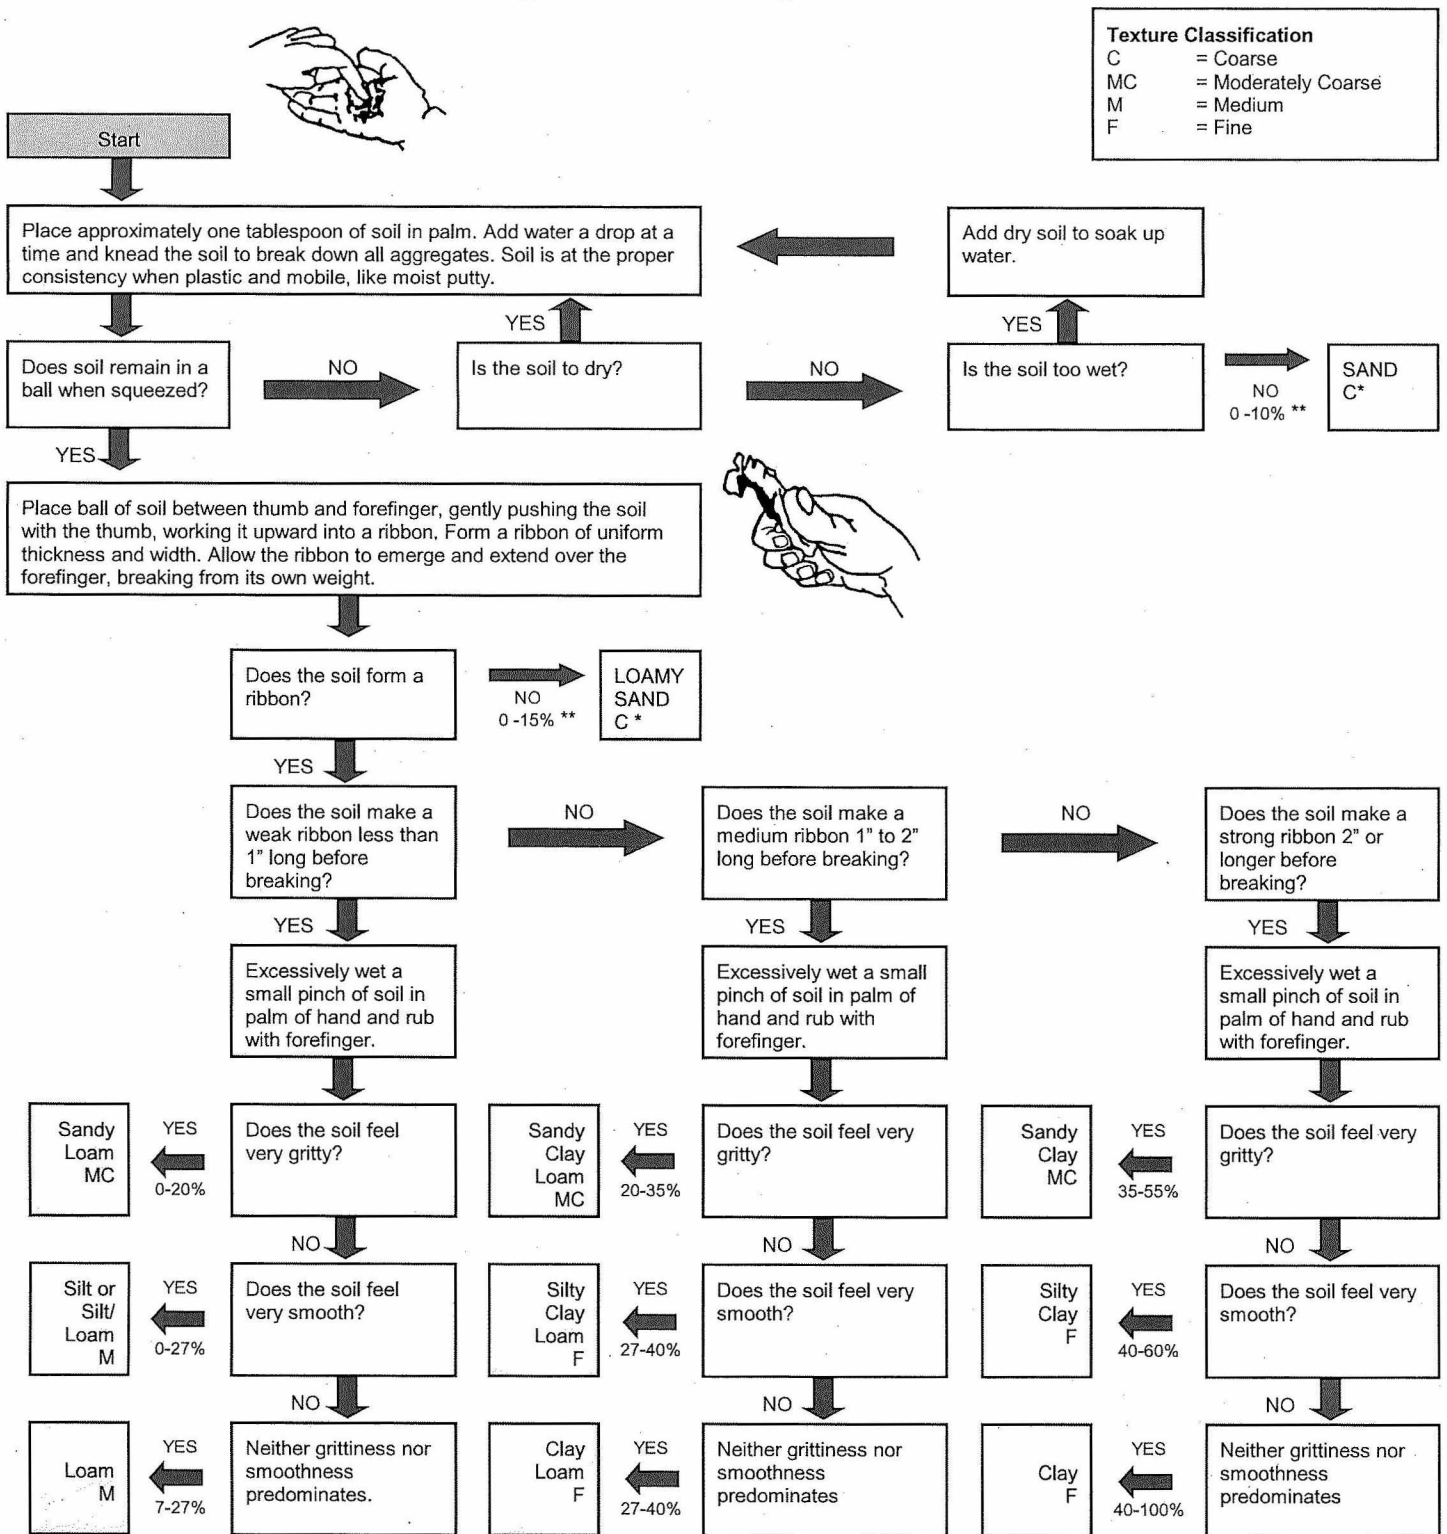 Texture Classification
C = Coarse
MC = Moderately Coarse
M = Medium
F = Fine
Start
Place approximately one tablespoon of soil in palm. Add water a drop at a
time and knead the soil to break down all aggregates. Soil is at the proper
consistency when plastic and mobile, like moist putty.
Add dry soil to soak up
water.
YES
YES
Does soil remain in a
ball when squeezed?
NO
Is the soil to dry?
NO
Is the soil too wet?
NO
0 -10% **
SAND
C*
YES
Place ball of soil between thumb and forefinger, gently pushing the soil
with the thumb, working it upward into a ribbon, Form a ribbon of uniform
thickness and width. Allow the ribbon to emerge and extend over the
forefinger, breaking from its own weight.
Does the soil form a
ribbon?
NO
0 -15% **
LOAMY
SAND
C *
YES
Does the soil make a
weak ribbon less than
1" long before
breaking?
NO
Does the soil make a
medium ribbon 1" to 2"
long before breaking?
NO
Does the soil make a
strong ribbon 2" or
longer before
breaking?
YES
YES
YES
Excessively wet a
small pinch of soil in
palm of hand and rub
with forefinger.
Excessively wet a small
pinch of soil in palm of
hand and rub with
forefinger.
Excessively wet a
small pinch of soil in
palm of hand and rub
with forefinger.
Sandy
Loam
MC
YES
0-20%
Does the soil feel
very gritty?
Sandy
Clay
Loam
MC
YES
20-35%
Does the soil feel very
gritty?
Sandy
Clay
MC
YES
35-55%
Does the soil feel very
gritty?
NO
NO
NO
Silt or
Silt/
Loam
M
YES
0-27%
Does the soil feel
very smooth?
Silty
Clay
Loam
F
YES
27-40%
Does the soil feel very
smooth?
Silty
Clay
F
YES
40-60%
Does the soil feel very
smooth?
NO
NO
NO
Loam
M
YES
7-27%
Neither grittiness nor
smoothness
predominates.
Clay
Loam
F
YES
27-40%
Neither grittiness nor
smoothness
predominates
Clay
F
YES
40-100%
Neither grittiness nor
smoothness
predominates